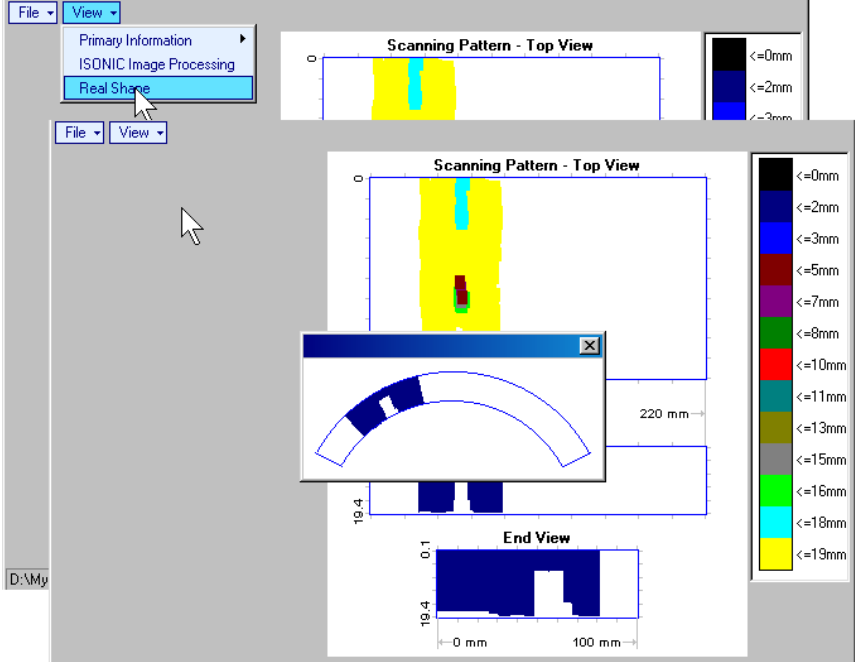 File View
Primary Information
ISONIC Image Processing
Real Shape
Scanning Pattern - Top View
0
<=0mm
<=2mm
<=3mm
File View
Scanning Pattern - Top View
0
<=0mm
<=2mm
<=3mm
<=5mm
<=7mm
<=8mm
<=10mm
<=11mm
<=13mm
<=15mm
<=16mm
<=18mm
<=19mm
220 mm
19.4
End View
0.1
19.4
0 mm 100 mm
D:\My